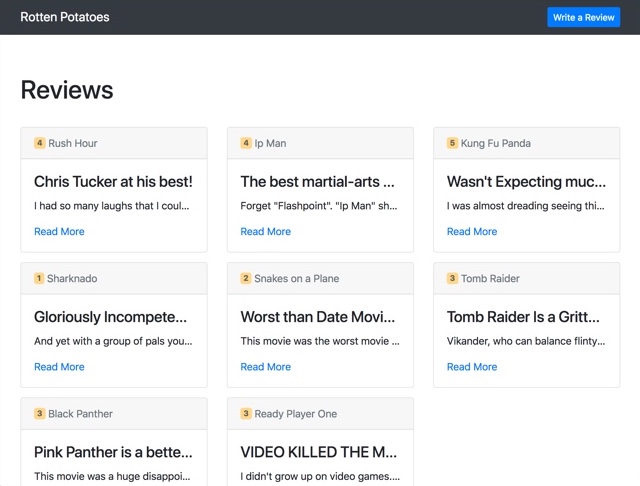 Rotten Potatoes
Write a Review
Reviews
4 Rush Hour
Chris Tucker at his best!
I had so many laughs that I coul...
Read More
4 Ip Man
The best martial-arts ...
Forget "Flashpoint". "Ip Man" sh...
Read More
5 Kung Fu Panda
Wasn't Expecting muc...
I was almost dreading seeing thi...
Read More
1 Sharknado
Gloriously Incompete...
And yet with a group of pals you...
Read More
2 Snakes on a Plane
Worst than Date Movi...
This movie was the worst movie ...
Read More
3 Tomb Raider
Tomb Raider Is a Gritt...
Vikander, who can balance flinty...
Read More
3 Black Panther
Pink Panther is a bette...
This movie was a huge disappoi...
3 Ready Player One
VIDEO KILLED THE M...
I didn't grow up on video games....